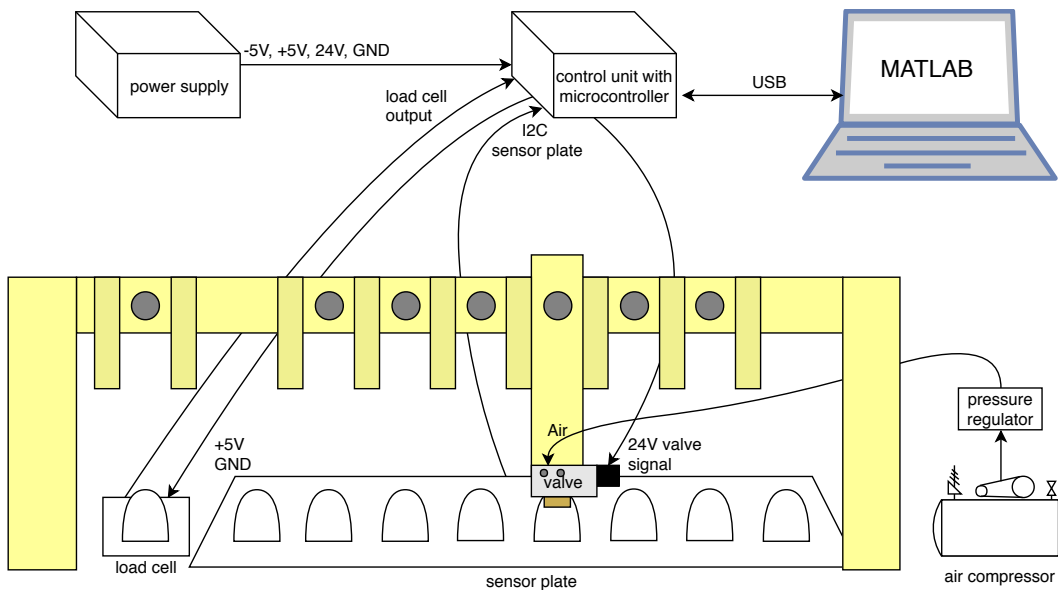 -5V, +5V, 24V, GND
power supply
control unit with
microcontroller
MATLAB
USB
load cell
output
I2C
sensor plate
+5V
GND
Air
24V valve
signal
valve
pressure
regulator
load cell
sensor plate
air compressor